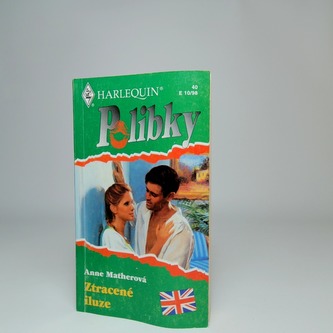 HARLEQUIN®
40
E 10/96
Polibky
Anne Matherová
Ztracené
iluze